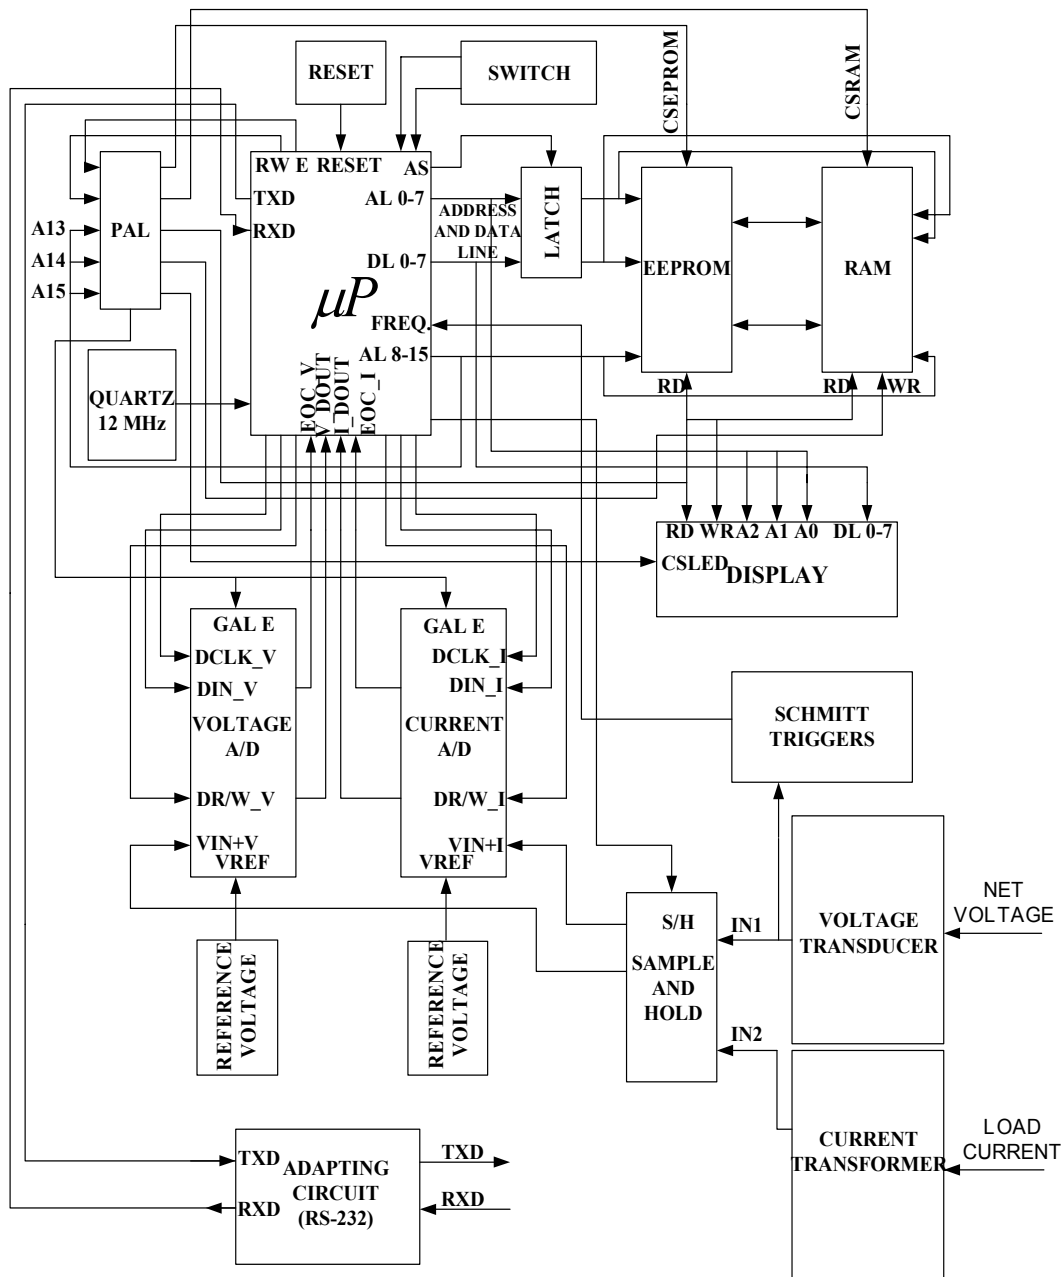 CSEPROM
CSRAM
RESET
SWITCH
RW E RESET
AS
TXD
AL 0-7
RXD
ADDRESS
AND DATA
LINE
DL 0-7
LATCH
A13
A14
A15
PAL
EEPROM
RAM
μP
FREQ.
AL 8-15
RD
RD
WR
QUARTZ
12 MHz
EOC_V
V_DOUT
I_DOUT
EOC_I
RD WR A2 A1 A0 DL 0-7
CSLED
DISPLAY
GAL E
DCLK_V
DIN_V
VOLTAGE
A/D
DR/W_V
VIN+V
VREF
GAL E
DCLK_I
DIN_I
CURRENT
A/D
DR/W_I
VIN+I
VREF
SCHMITT
TRIGGERS
REFERENCE
VOLTAGE
REFERENCE
VOLTAGE
S/H
SAMPLE
AND
HOLD
IN1
IN2
VOLTAGE
TRANSDUCER
NET
VOLTAGE
CURRENT
TRANSFORMER
LOAD
CURRENT
TXD
RXD
ADAPTING
CIRCUIT
(RS-232)
TXD
RXD